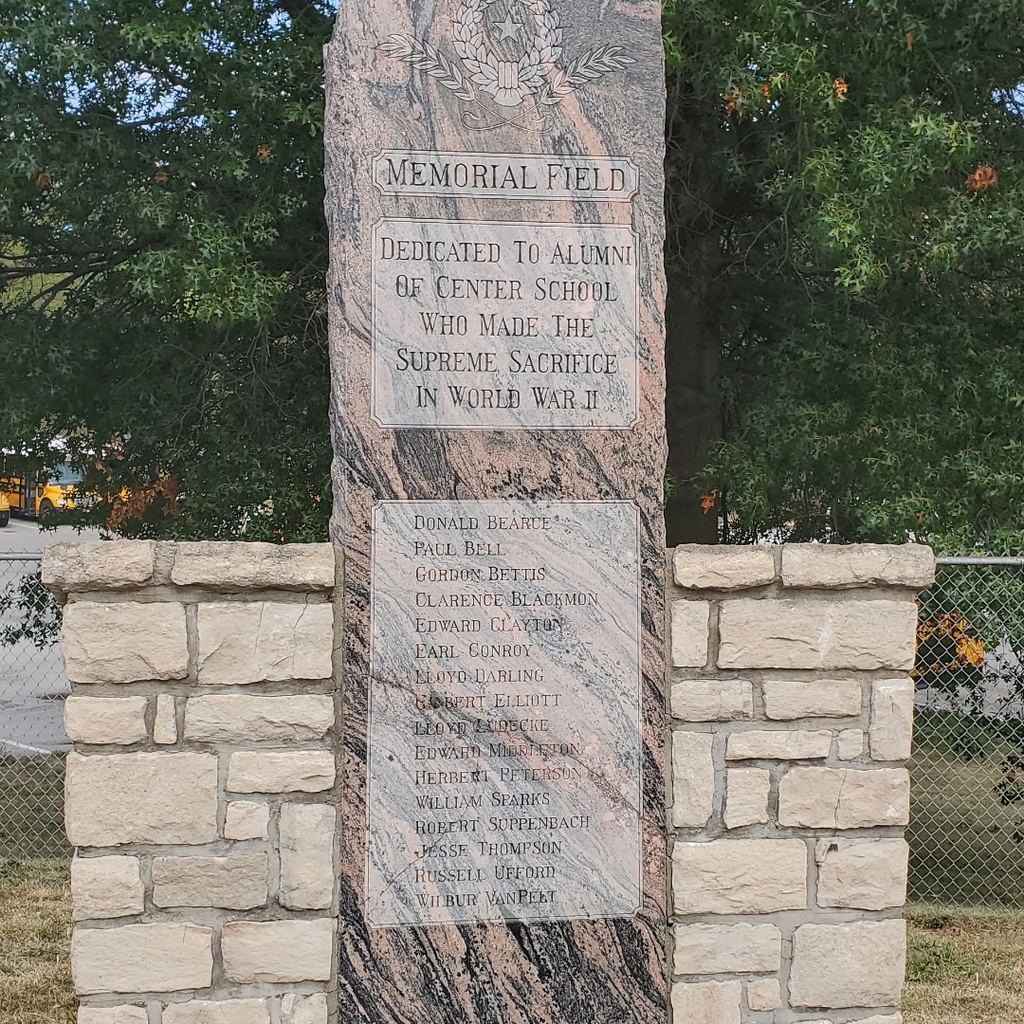 MEMORIAL FIELD
DEDICATED TO ALUMNI
OF CENTER SCHOOL
WHO MADE THE
SUPREME SACRIFICE
IN WORLD WAR II
DONALD BEARCE
PAUL BELL
GORDON BETTIS
CLARENCE BLACKMON
EDWARD CLAYTON
EARL CONROY
LLOYD DARLING
ELLIOTT
LLOYD LUDECKE
EDWARD MIDDLETON
HERBERT PETERSON
WILLIAM SPARKS
ROBERT SUPPENBACH
JESSE THOMPSON
RUSSELL UFFORD
WILBUR VANPELT